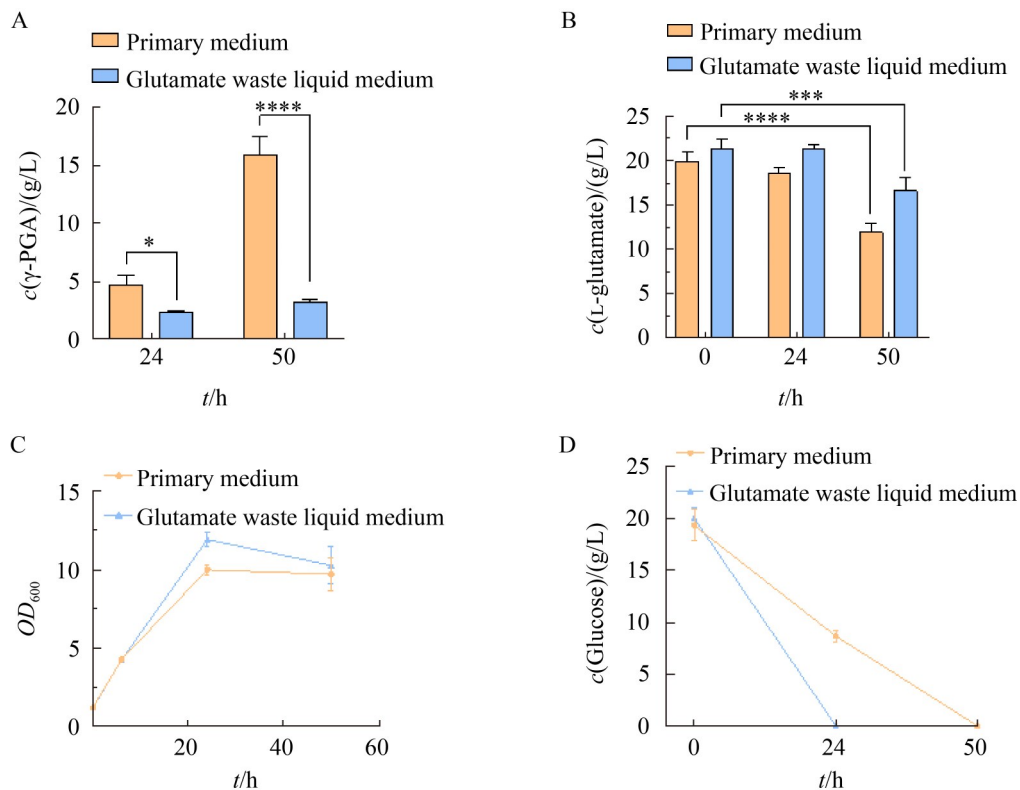 A
Primary medium
Glutamate waste liquid medium
20
15
10
5
0
c(γ-PGA)/(g/L)
*
****
24
50
t/h
B
Primary medium
Glutamate waste liquid medium
25
20
15
10
5
0
c(L-glutamate)/(g/L)
***
****
0
24
50
t/h
C
Primary medium
Glutamate waste liquid medium
15
10
5
0
OD600
20
40
60
t/h
D
Primary medium
Glutamate waste liquid medium
25
20
15
10
5
0
c(Glucose)/(g/L)
0
24
50
t/h